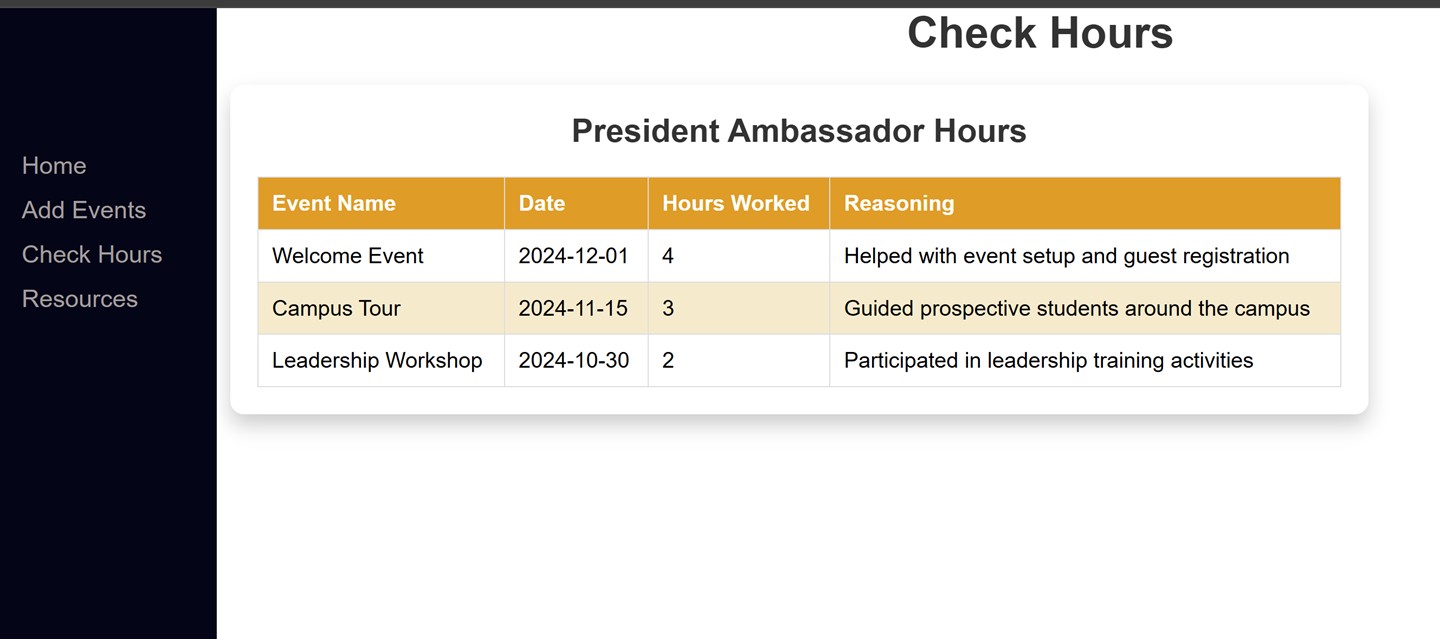 Check Hours
Home
Add Events
Check Hours
Resources
President Ambassador Hours
Event Name Date Hours Worked Reasoning
Welcome Event 2024-12-01 4 Helped with event setup and guest registration
Campus Tour 2024-11-15 3 Guided prospective students around the campus
Leadership Workshop 2024-10-30 2 Participated in leadership training activities